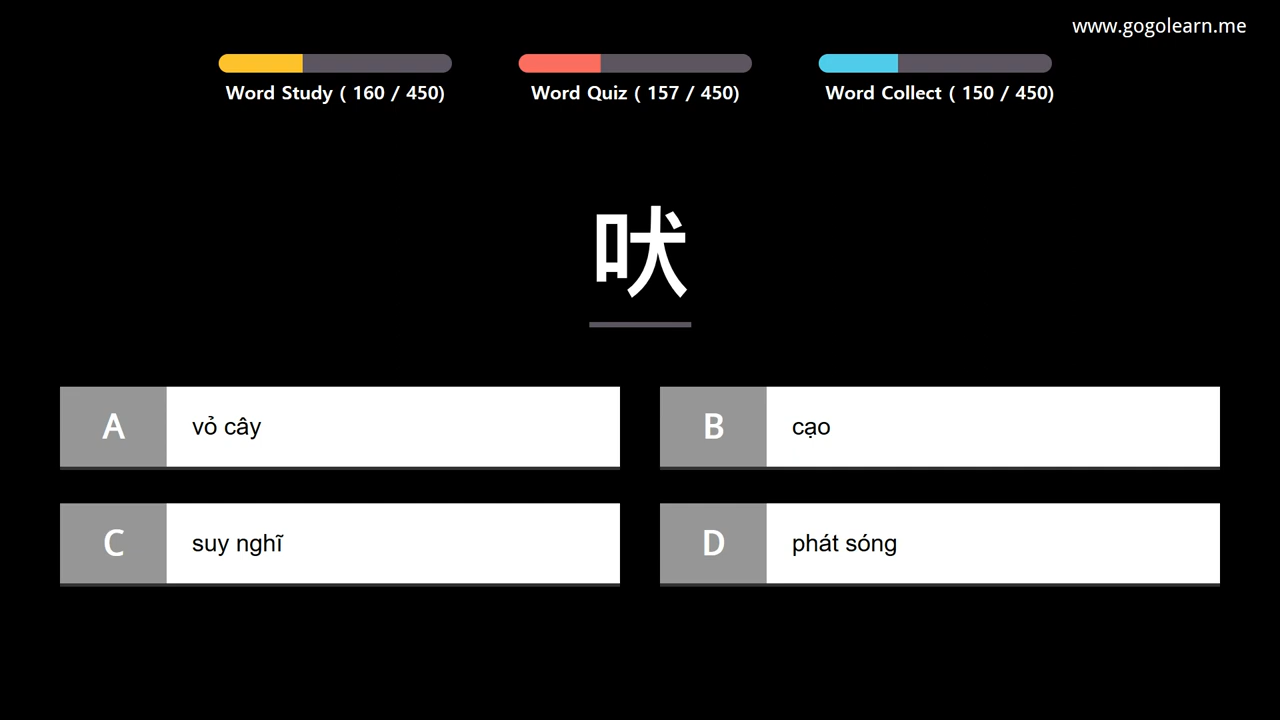 www.gogolearn.me
Word Study ( 160 / 450)
Word Quiz ( 157 / 450)
Word Collect ( 150 / 450)
吠
A vỏ cây
B cạo
C suy nghĩ
D phát sóng